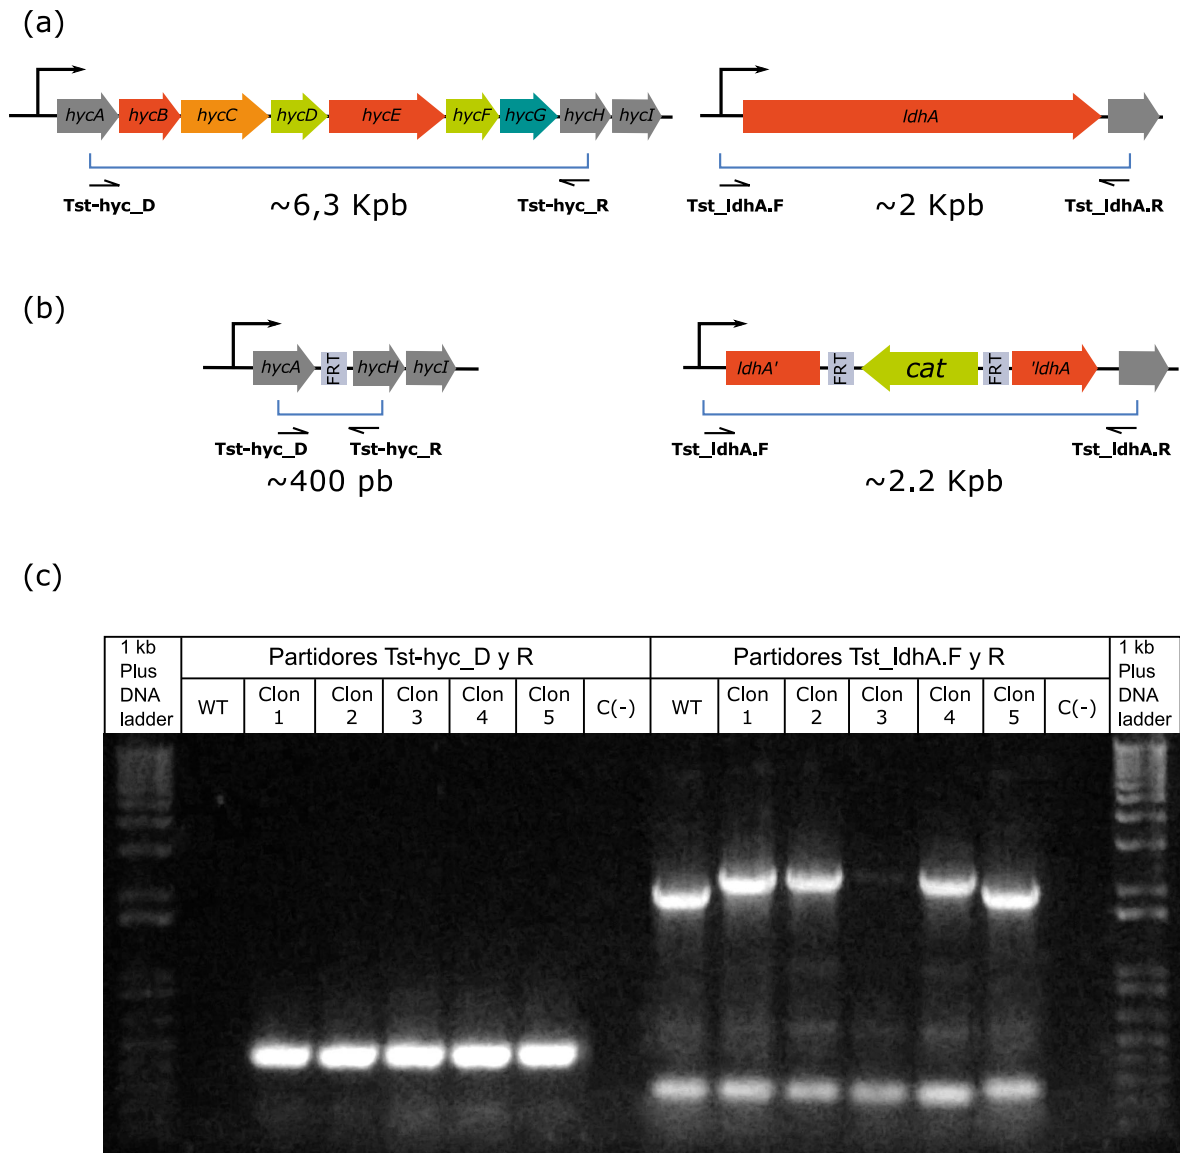 (a)
hycA hycB hycC hycD hycE hycF hycG hycH hycI
ldhA
Tst-hyc_D ~6,3 Kpb Tst-hyc_R
Tst_ldhA.F ~2 Kpb Tst_ldhA.R
(b)
hycA FRT hycH hycI
ldhA' FRT cat FRT 'ldhA
Tst-hyc_D Tst-hyc_R
~400 pb
Tst_ldhA.F Tst_ldhA.R
~2.2 Kpb
(c)
1 kb
Plus
DNA
ladder
Partidores Tst-hyc_D y R
WT Clon 1 Clon 2 Clon 3 Clon 4 Clon 5 C(-)
Partidores Tst_ldhA.F y R
WT Clon 1 Clon 2 Clon 3 Clon 4 Clon 5 C(-)
1 kb
Plus
DNA
ladder